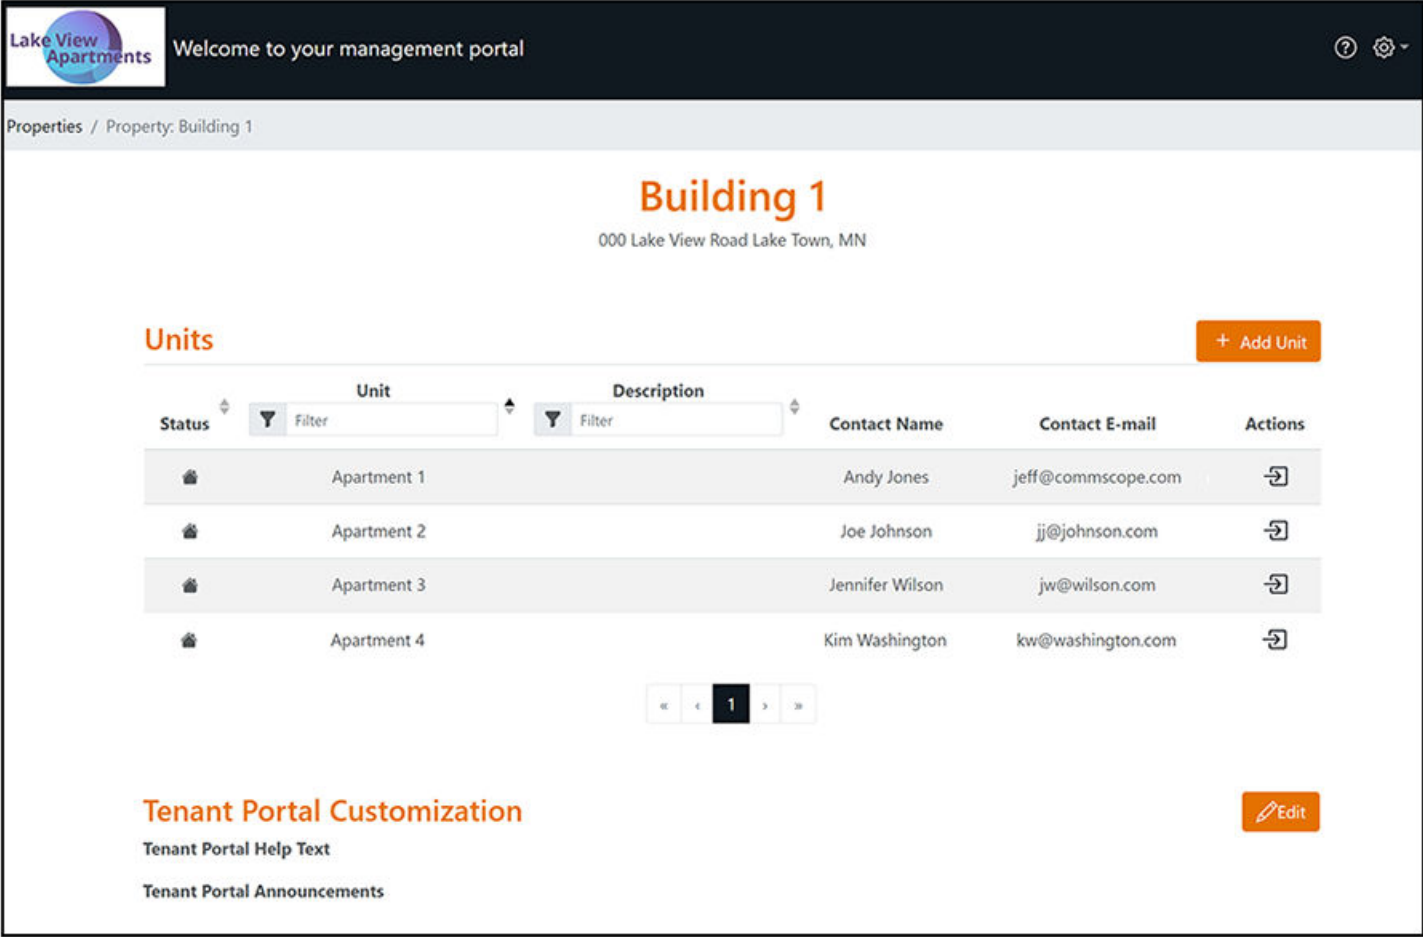 Lake View
Apartments
Welcome to your management portal
Properties / Property: Building 1
Building 1
000 Lake View Road Lake Town, MN
Units
+ Add Unit
Status Unit Description Contact Name Contact E-mail Actions
Filter Filter
Apartment 1 Andy Jones jeff@commscope.com
Apartment 2 Joe Johnson jj@johnson.com
Apartment 3 Jennifer Wilson jw@wilson.com
Apartment 4 Kim Washington kw@washington.com
« ‹ 1 › »
Tenant Portal Customization
Edit
Tenant Portal Help Text
Tenant Portal Announcements